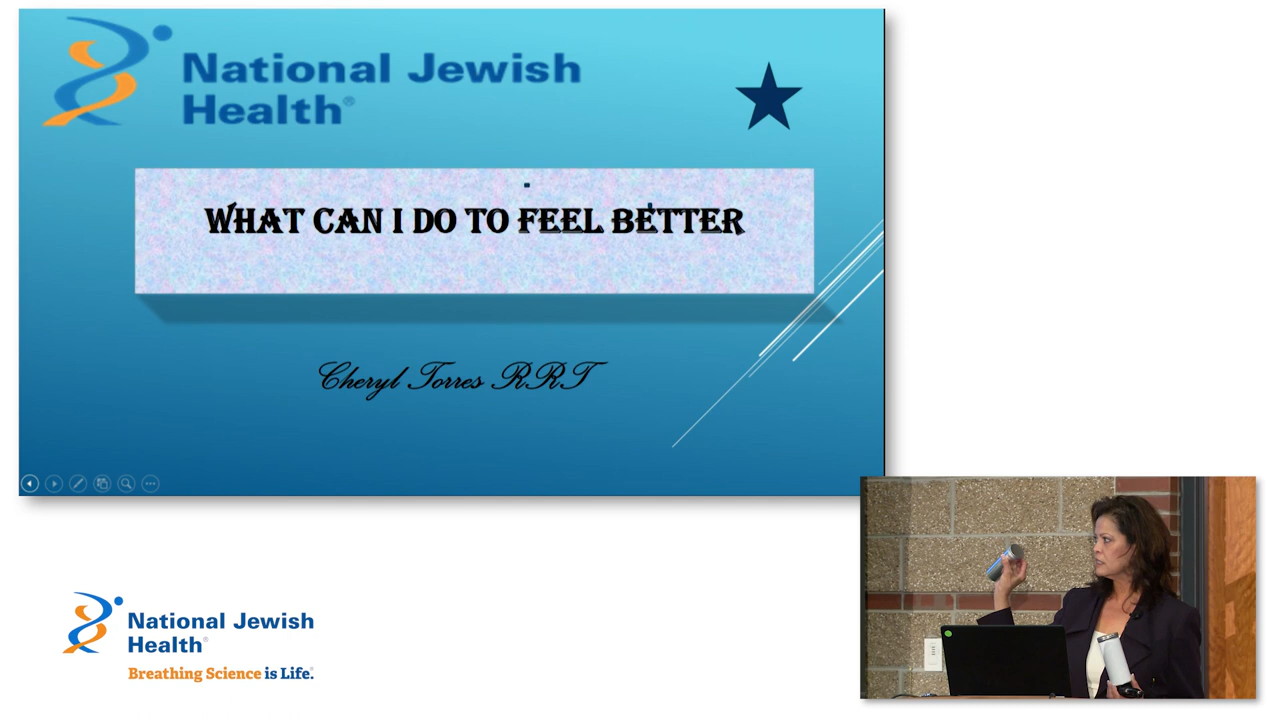 National Jewish
Health®
WHAT CAN I DO TO FEEL BETTER
Cheryl Torres RRT
National Jewish
Health®
Breathing Science is Life.®